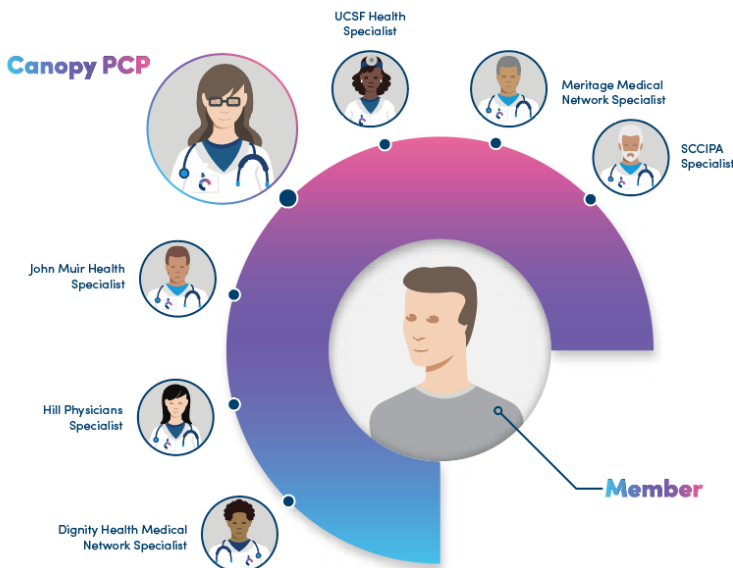 UCSF Health
Specialist
Canopy PCP
Meritage Medical
Network Specialist
SCCIPA
Specialist
John Muir Health
Specialist
Hill Physicians
Specialist
Dignity Health Medical
Network Specialist
Member